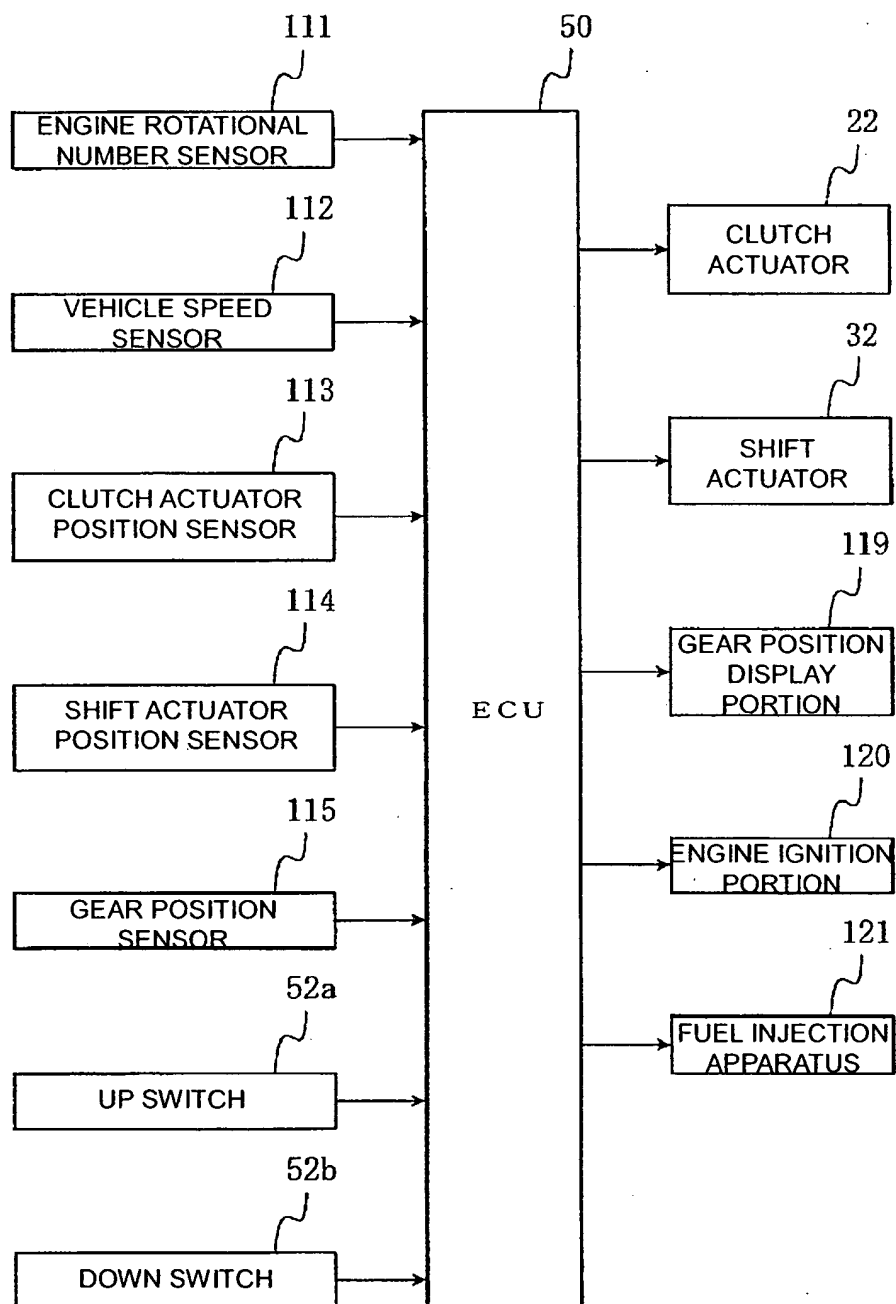 111
ENGINE ROTATIONAL
NUMBER SENSOR
112
VEHICLE SPEED
SENSOR
113
CLUTCH ACTUATOR
POSITION SENSOR
114
SHIFT ACTUATOR
POSITION SENSOR
115
GEAR POSITION
SENSOR
52a
UP SWITCH
52b
DOWN SWITCH
50
ECU
22
CLUTCH
ACTUATOR
32
SHIFT
ACTUATOR
119
GEAR POSITION
DISPLAY
PORTION
120
ENGINE IGNITION
PORTION
121
FUEL INJECTION
APPARATUS